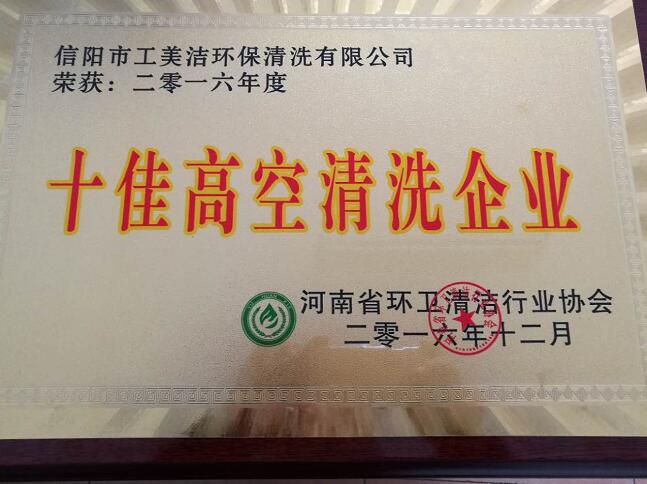 信阳市工美洁环保清洗有限公司
荣获：二零一六年度
十佳高空清洗企业
河南省环卫清洁行业协会
二零一六年十二月